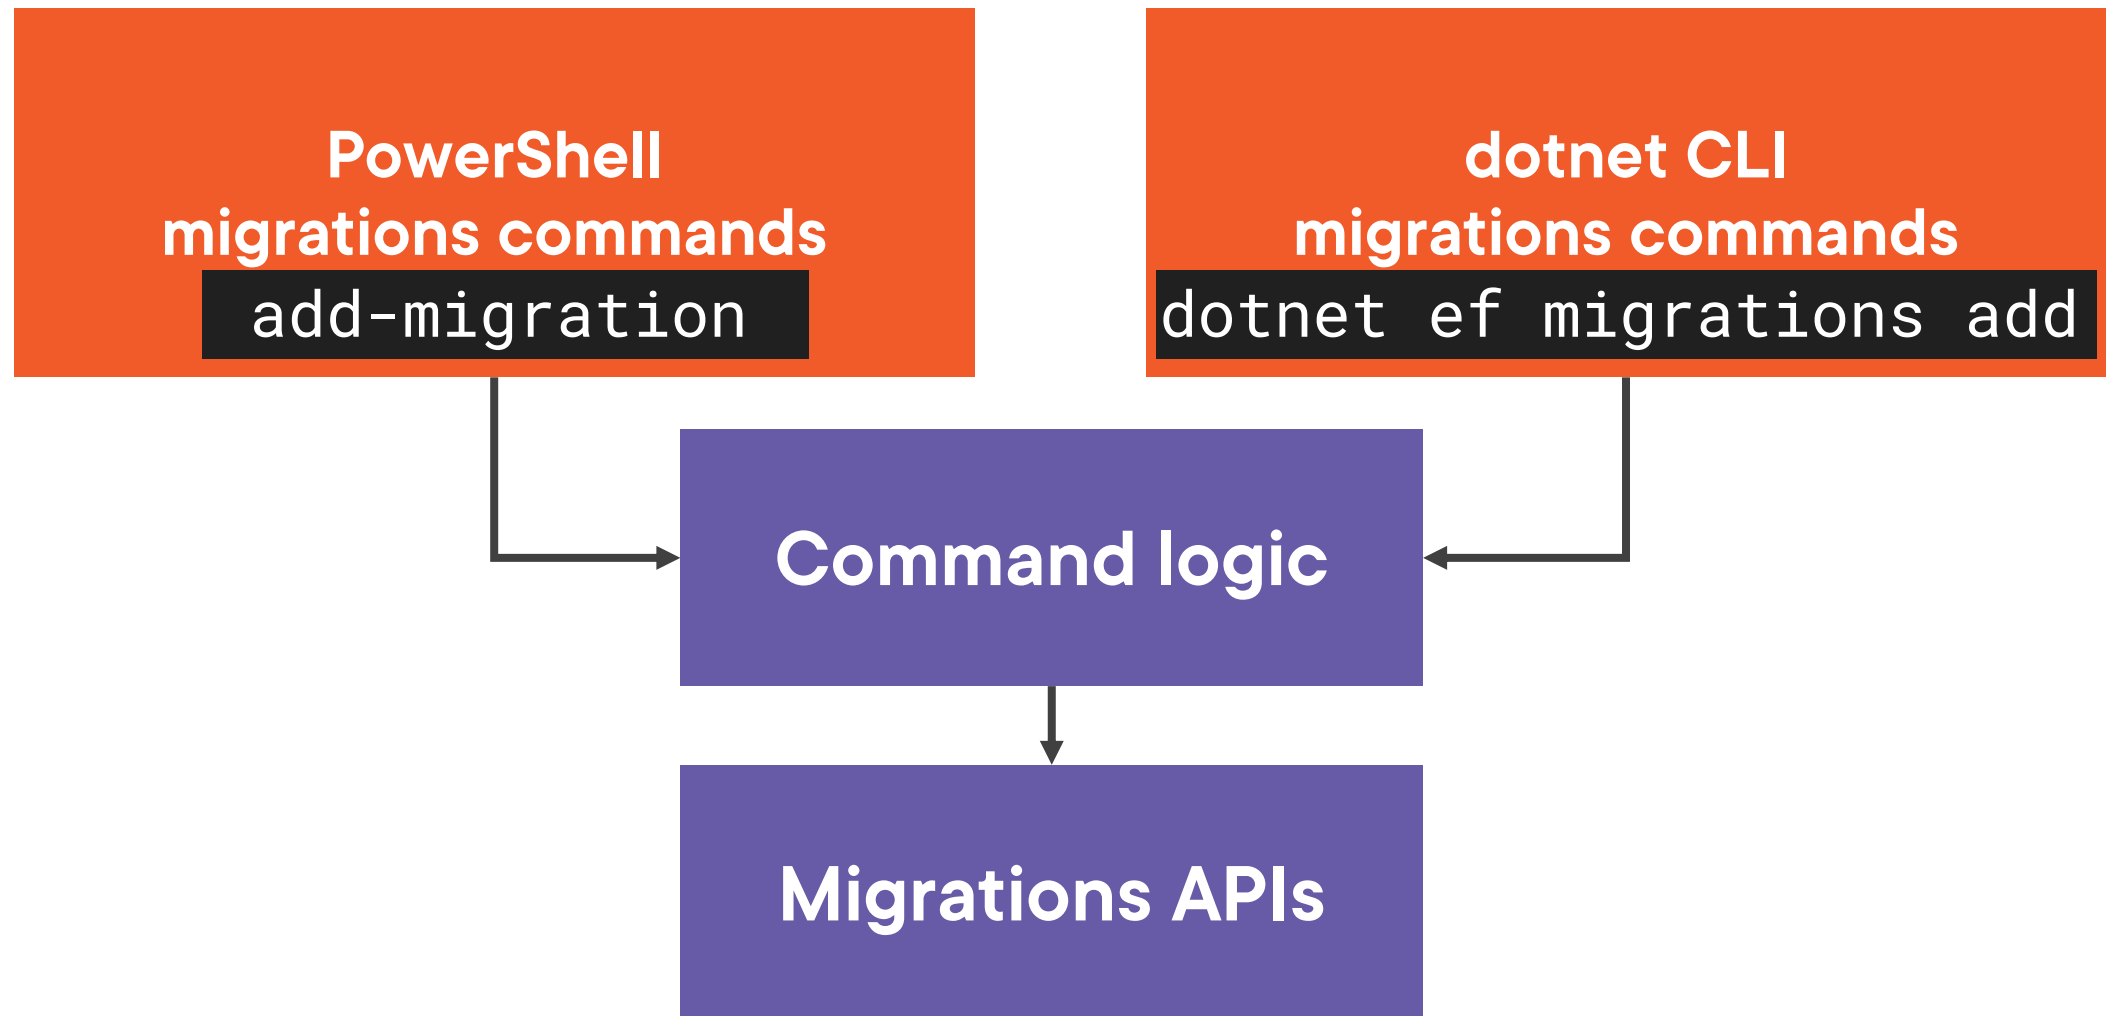 PowerShell
migrations commands
add-migration
dotnet CLI
migrations commands
dotnet ef migrations add
Command logic
Migrations APIs